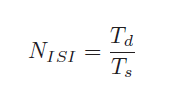 N_{ISI} = \frac{T_d}{T_s}